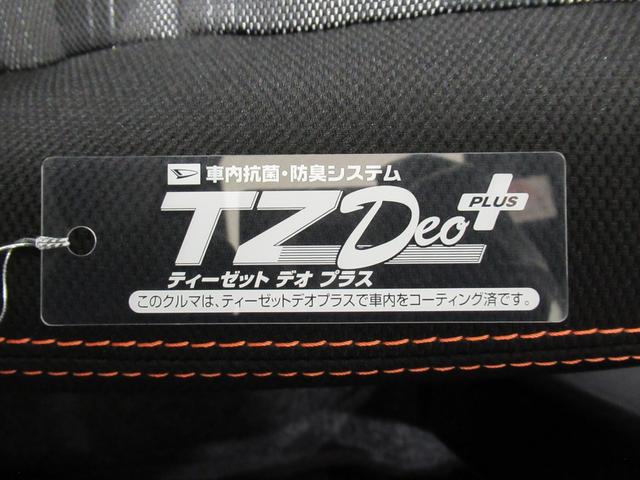 車内抗菌・防臭システム
TZ Deo PLUS
ティーゼット デオ プラス
このクルマは、ティーゼットデオプラスで車内をコーティング済です。